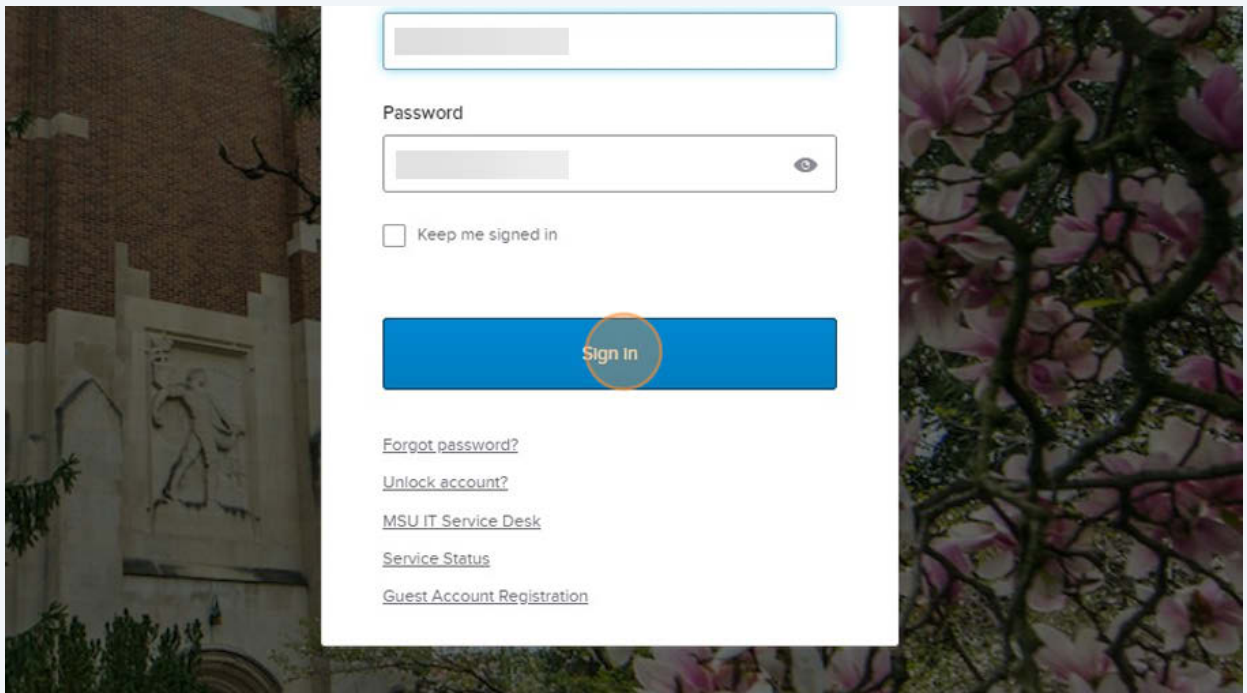 Password
Keep me signed in
Sign in
Forgot password?
Unlock account?
MSU IT Service Desk
Service Status
Guest Account Registration